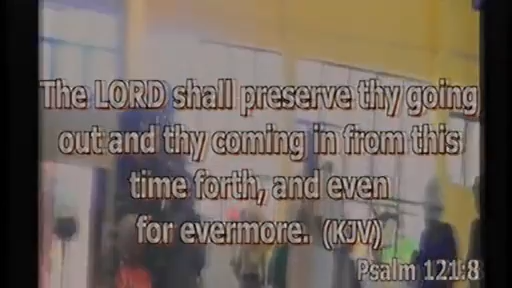 The LORD shall preserve thy going
out and thy coming in from this
time forth, and even
for evermore. (KJV)
Psalm 121:8